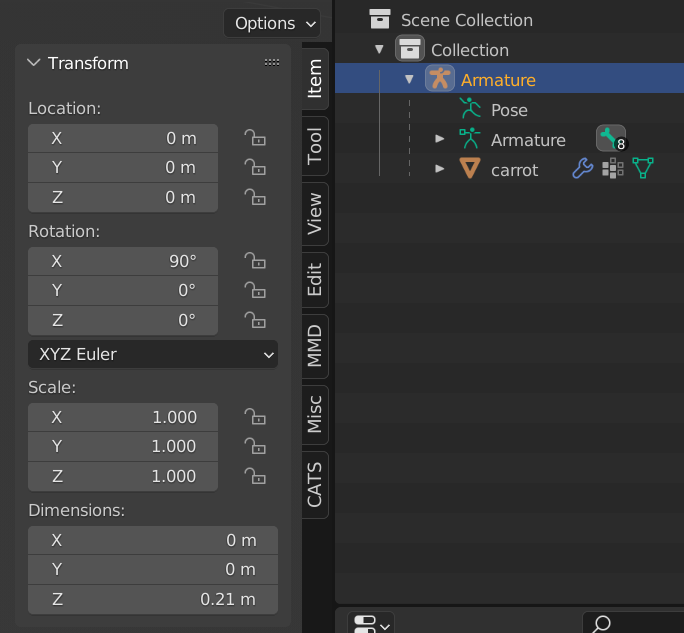 Options
Transform
Location:
X 0 m
Y 0 m
Z 0 m
Rotation:
X 90°
Y 0°
Z 0°
XYZ Euler
Scale:
X 1.000
Y 1.000
Z 1.000
Dimensions:
X 0 m
Y 0 m
Z 0.21 m
Item
Tool
View
Edit
MMD
Misc
CATS
Scene Collection
Collection
Armature
Pose
Armature 8
carrot